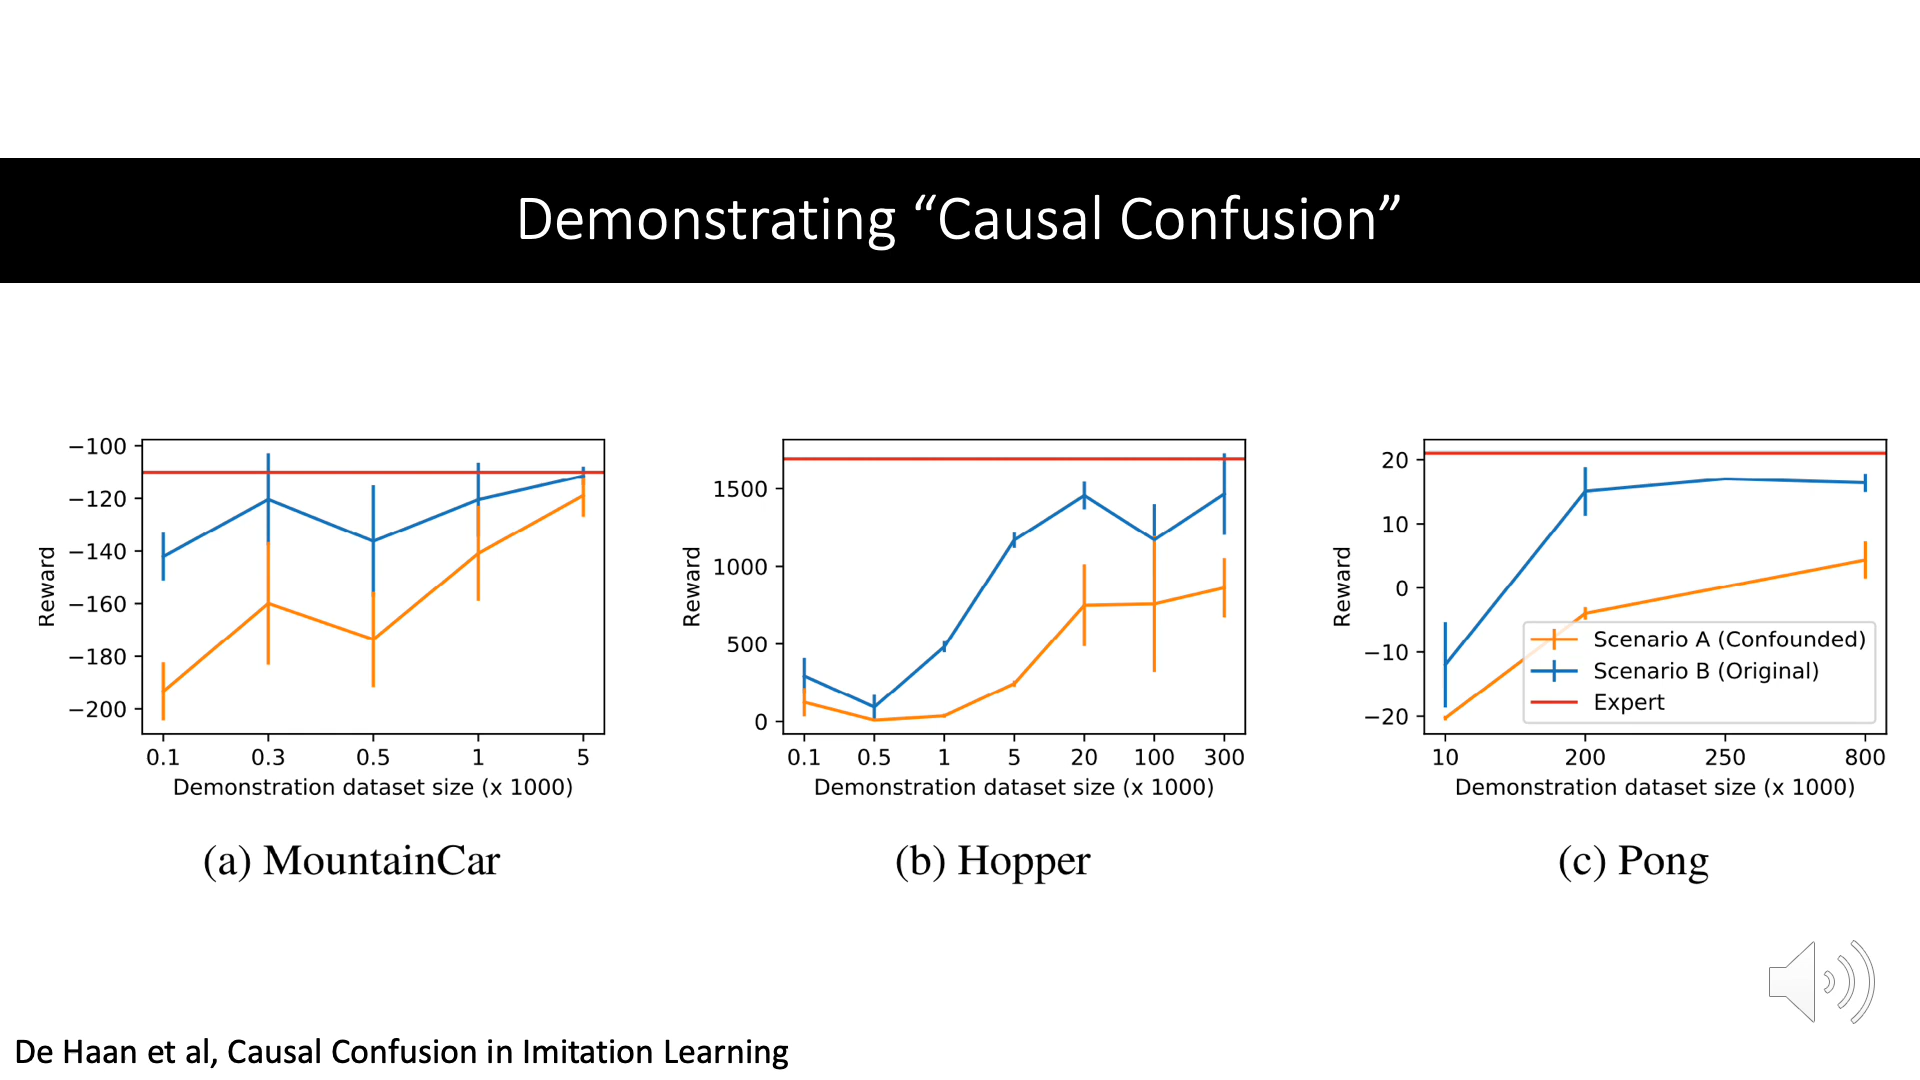 Demonstrating “Causal Confusion”
−100
−120
−140
−160
−180
−200
Reward
0.1 0.3 0.5 1 5
Demonstration dataset size (x 1000)
(a) MountainCar
1500
1000
500
0
Reward
0.1 0.5 1 5 20 100 300
Demonstration dataset size (x 1000)
(b) Hopper
20
10
0
−10
−20
Reward
Scenario A (Confounded)
Scenario B (Original)
Expert
10 200 250 800
Demonstration dataset size (x 1000)
(c) Pong
De Haan et al, Causal Confusion in Imitation Learning